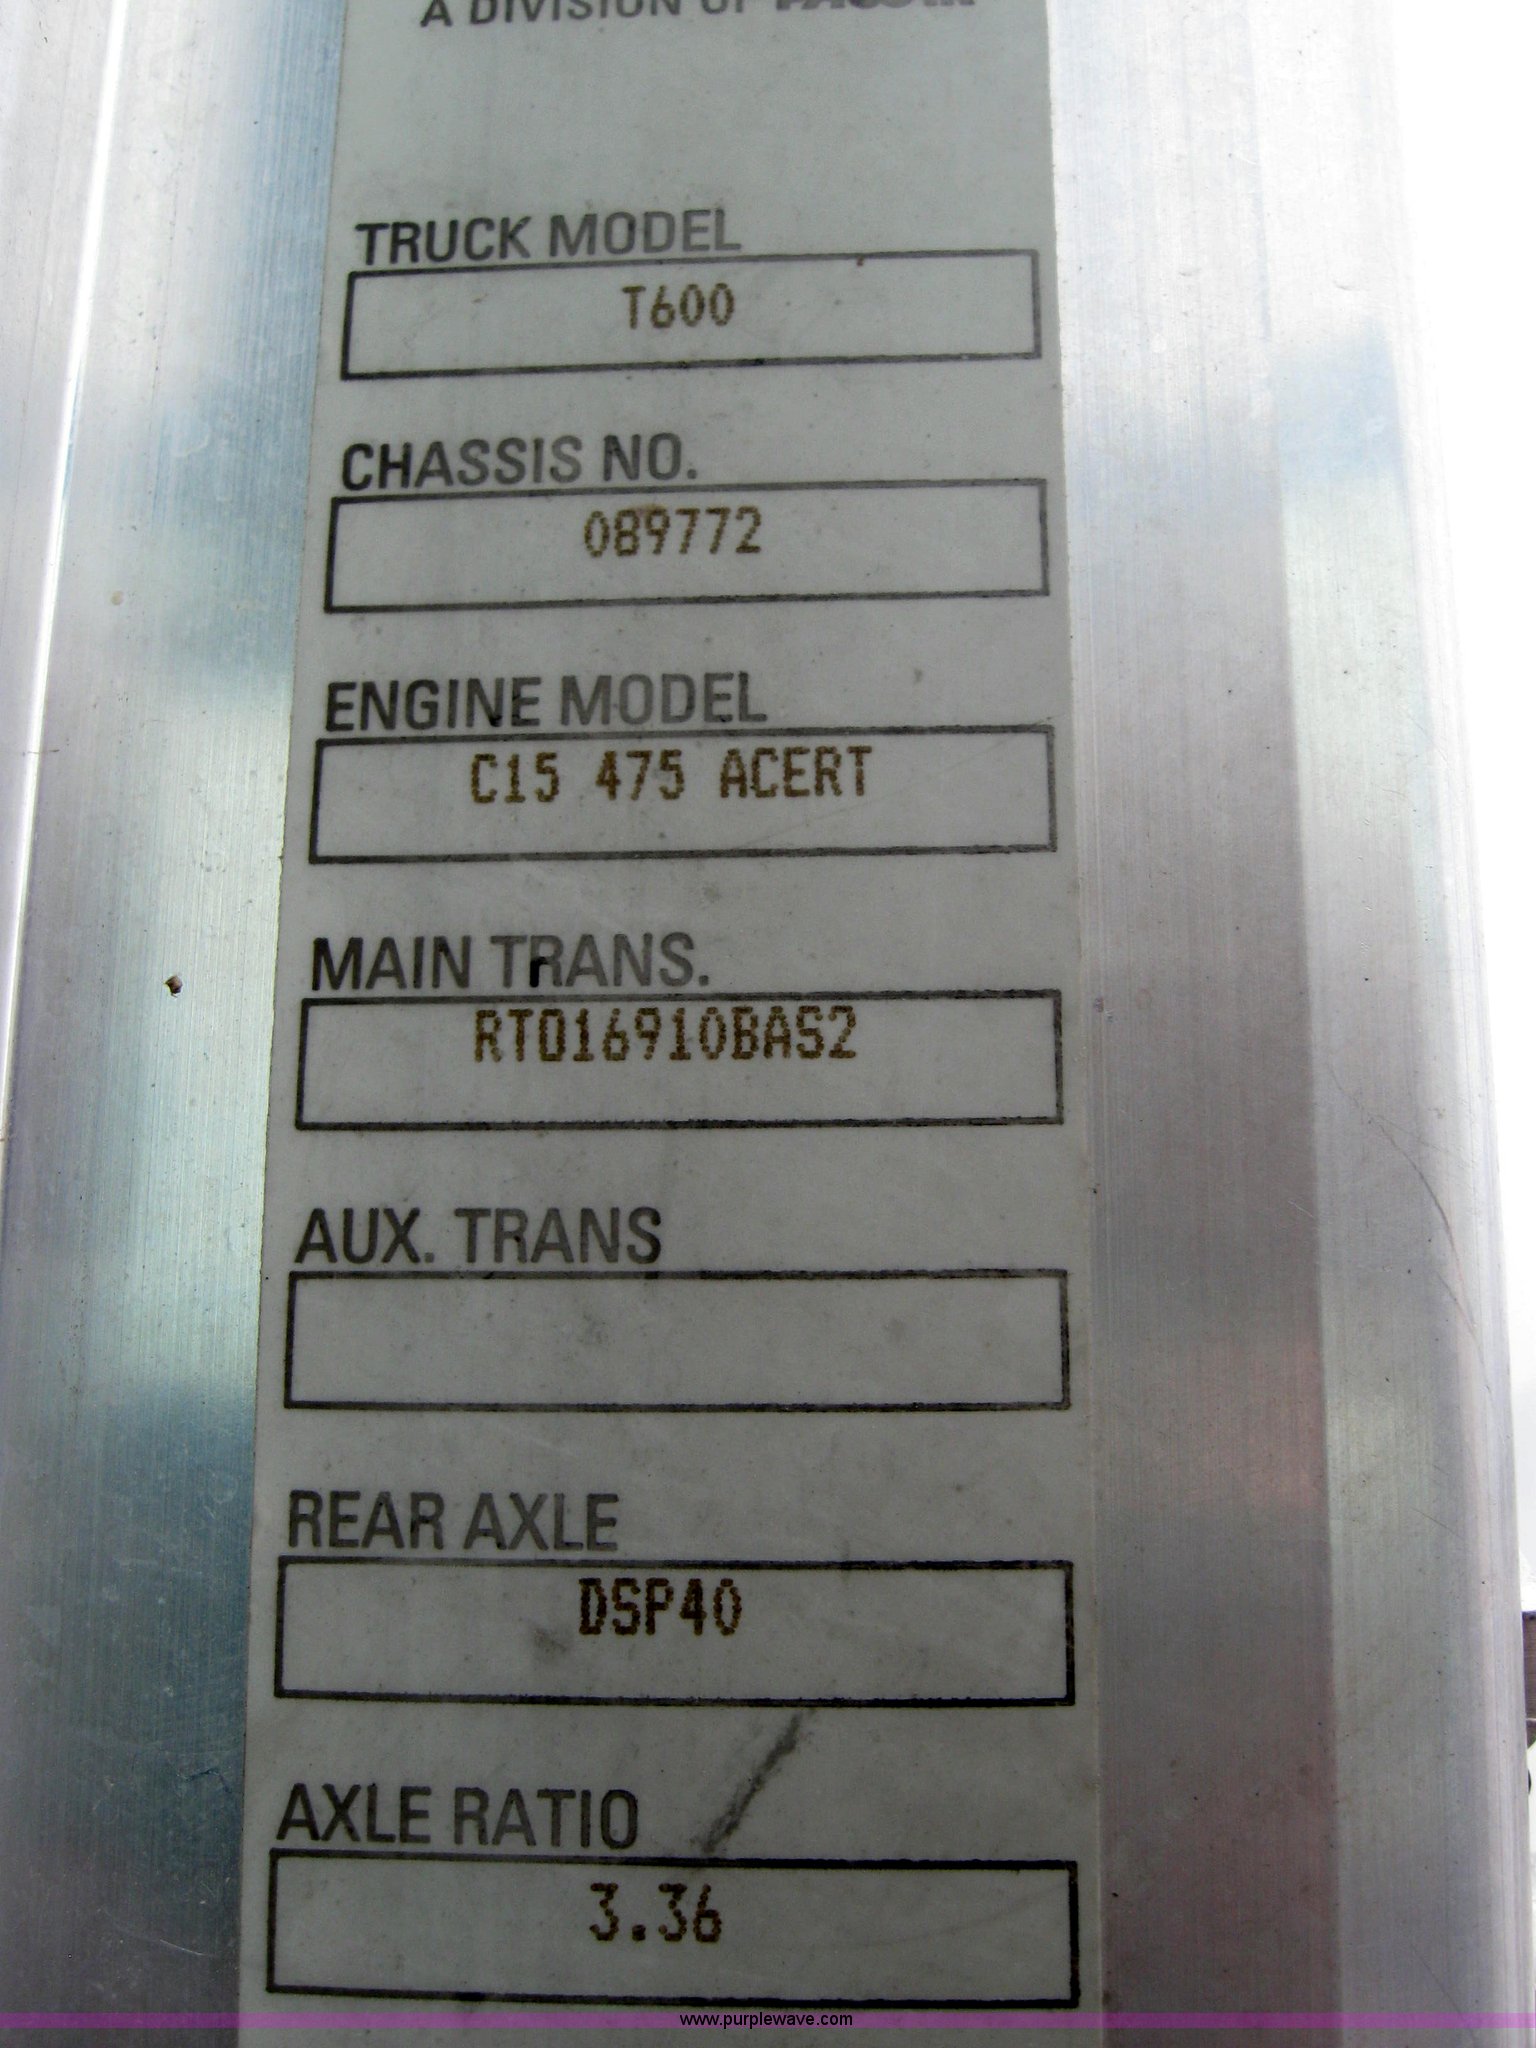 A DIVISION OF PACCAR
TRUCK MODEL
T600
CHASSIS NO.
089772
ENGINE MODEL
C15 475 ACERT
MAIN TRANS.
RTO16910BAS2
AUX. TRANS
REAR AXLE
DSP40
AXLE RATIO
3.36
www.purplewave.com